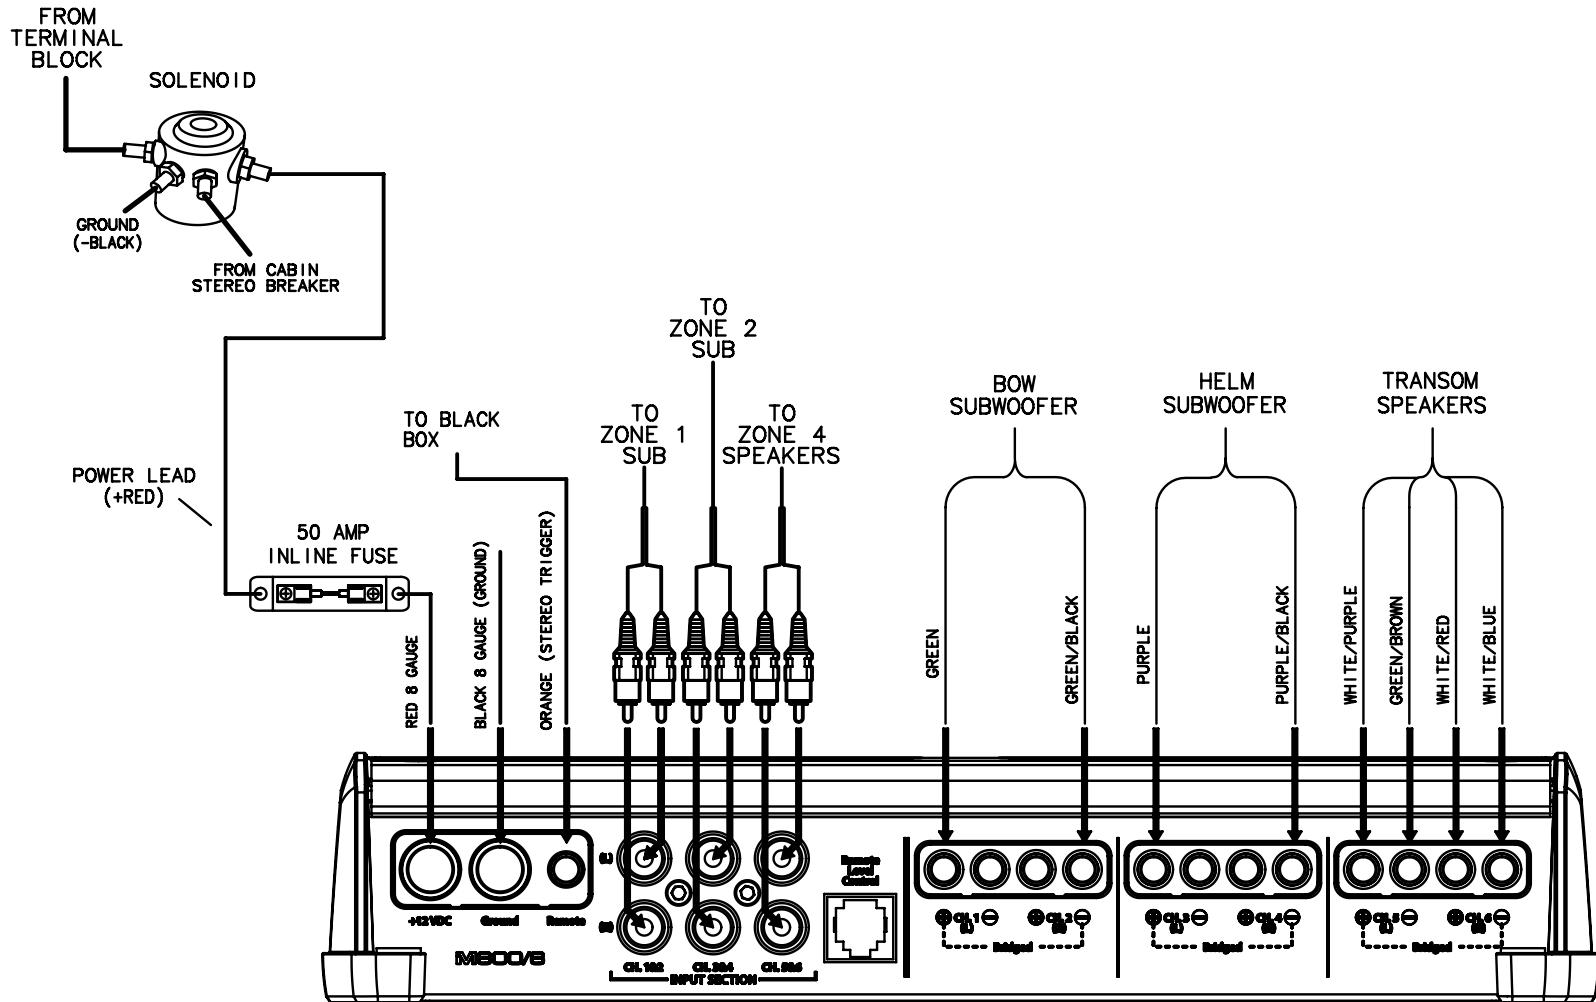 FROM
TERMINAL
BLOCK
SOLENOID
GROUND
(-BLACK)
FROM CABIN
STEREO BREAKER
TO
ZONE 2
SUB
TO BLACK
BOX
TO
ZONE 1
SUB
TO
ZONE 4
SPEAKERS
BOW
SUBWOOFER
HELM
SUBWOOFER
TRANSOM
SPEAKERS
POWER LEAD
(+RED)
50 AMP
INLINE FUSE
RED 8 GAUGE
BLACK 8 GAUGE (GROUND)
ORANGE (STEREO TRIGGER)
GREEN
GREEN/BLACK
PURPLE
PURPLE/BLACK
WHITE/PURPLE
GREEN/BROWN
WHITE/RED
WHITE/BLUE
(L)
Remote
Level
Control
+12 VDC
Ground
Remote
(R)
CH. 1
(L)
CH. 2
(R)
Bridged
CH. 3
(L)
CH. 4
(R)
Bridged
CH. 5
(L)
CH. 6
(R)
Bridged
CH. 1&2
CH. 3&4
CH. 5&6
INPUT SECTION